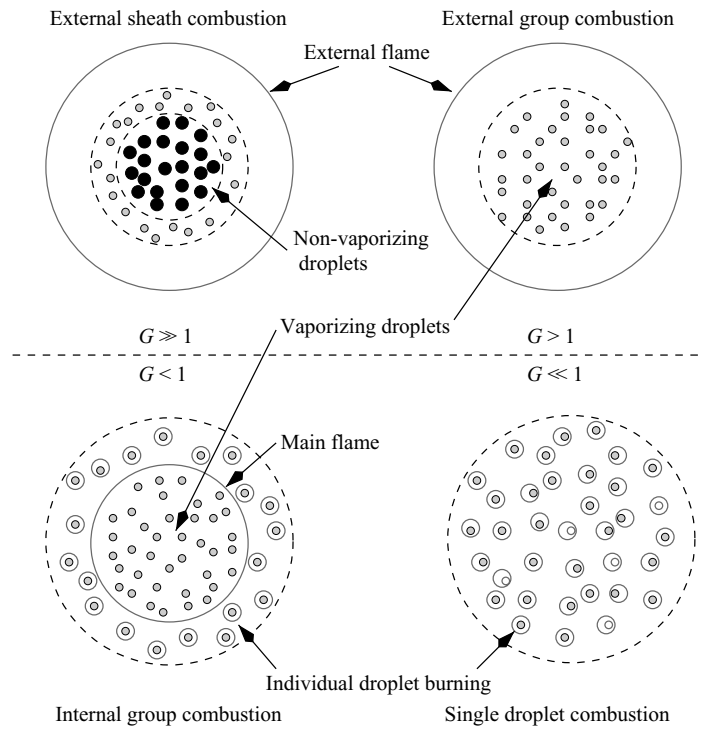 External sheath combustion
External group combustion
External flame
Non-vaporizing
droplets
Vaporizing droplets
G ≫ 1
G > 1
G < 1
G ≪ 1
Main flame
Individual droplet burning
Internal group combustion
Single droplet combustion